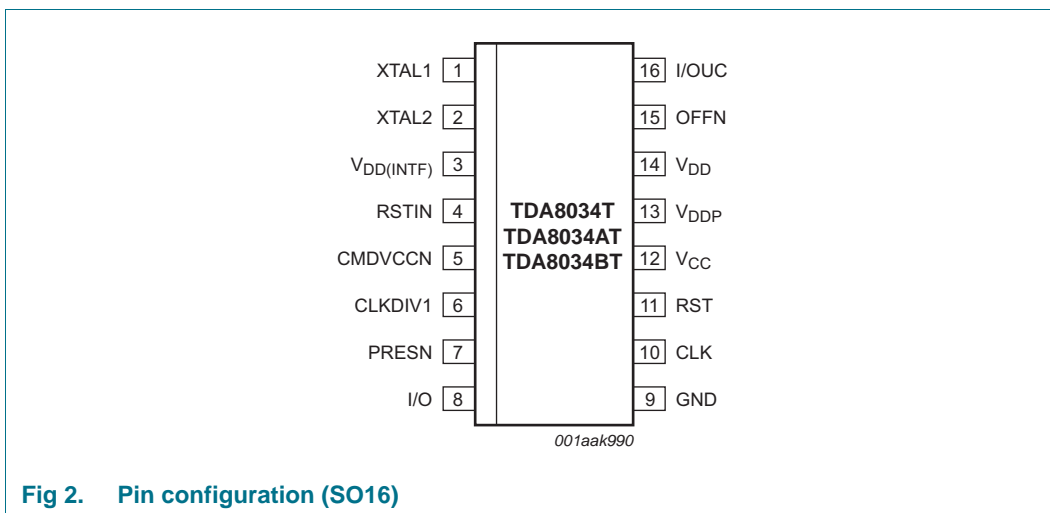 XTAL1 1 16 I/OUC
XTAL2 2 15 OFFN
VDD(INTF) 3 14 VDD
RSTIN 4 TDA8034T 13 VDDP
TDA8034AT
CMDVCCN 5 TDA8034BT 12 VCC
CLKDIV1 6 11 RST
PRESN 7 10 CLK
I/O 8 9 GND
001aak990
Fig 2. Pin configuration (SO16)